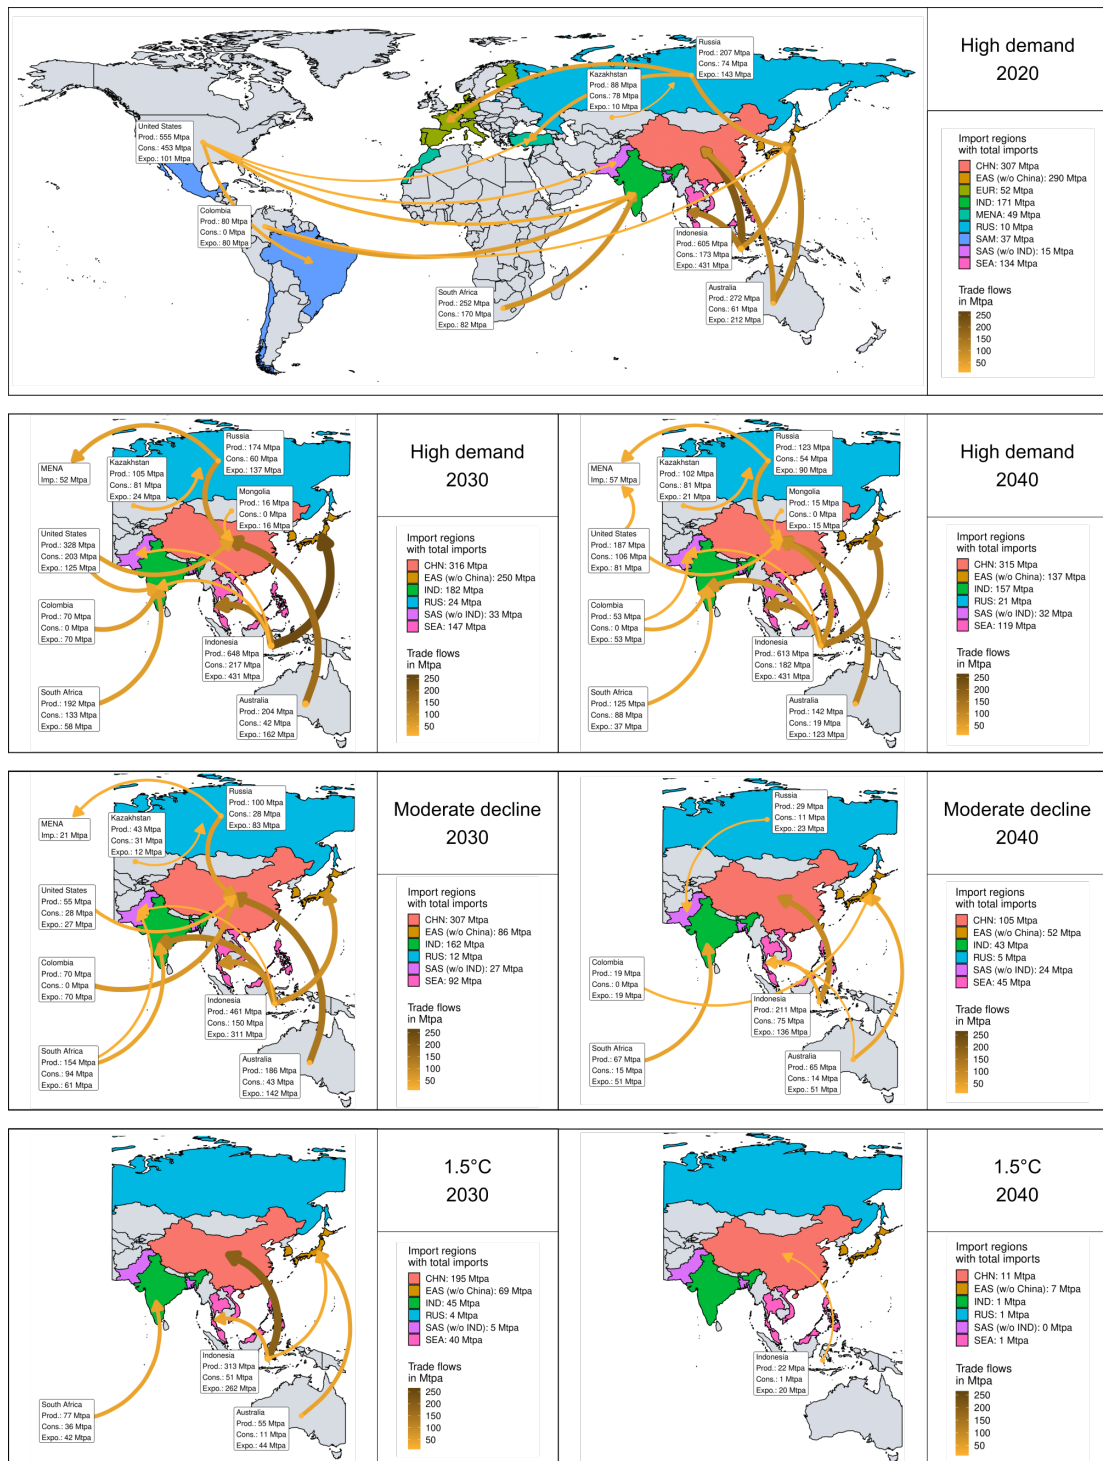 High demand
2020
Russia
Prod.: 207 Mtpa
Cons.: 74 Mtpa
Expo.: 143 Mtpa
Kazakhstan
Prod.: 88 Mtpa
Cons.: 78 Mtpa
Expo.: 10 Mtpa
United States
Prod.: 555 Mtpa
Cons.: 453 Mtpa
Expo.: 101 Mtpa
Colombia
Prod.: 80 Mtpa
Cons.: 0 Mtpa
Expo.: 80 Mtpa
Indonesia
Prod.: 605 Mtpa
Cons.: 173 Mtpa
Expo.: 431 Mtpa
South Africa
Prod.: 252 Mtpa
Cons.: 170 Mtpa
Expo.: 82 Mtpa
Australia
Prod.: 272 Mtpa
Cons.: 61 Mtpa
Expo.: 212 Mtpa
Import regions
with total imports
CHN: 307 Mtpa
EAS (w/o China): 290 Mtpa
EUR: 52 Mtpa
IND: 171 Mtpa
MENA: 49 Mtpa
RUS: 10 Mtpa
SAM: 37 Mtpa
SAS (w/o IND): 15 Mtpa
SEA: 134 Mtpa
Trade flows
in Mtpa
250
200
150
100
50
High demand
2030
Russia
Prod.: 174 Mtpa
Cons.: 60 Mtpa
Expo.: 137 Mtpa
MENA
Imp.: 52 Mtpa
Kazakhstan
Prod.: 105 Mtpa
Cons.: 81 Mtpa
Expo.: 24 Mtpa
Mongolia
Prod.: 16 Mtpa
Cons.: 0 Mtpa
Expo.: 16 Mtpa
United States
Prod.: 328 Mtpa
Cons.: 203 Mtpa
Expo.: 125 Mtpa
Colombia
Prod.: 70 Mtpa
Cons.: 0 Mtpa
Expo.: 70 Mtpa
Indonesia
Prod.: 648 Mtpa
Cons.: 217 Mtpa
Expo.: 431 Mtpa
South Africa
Prod.: 192 Mtpa
Cons.: 133 Mtpa
Expo.: 58 Mtpa
Australia
Prod.: 204 Mtpa
Cons.: 42 Mtpa
Expo.: 162 Mtpa
Import regions
with total imports
CHN: 316 Mtpa
EAS (w/o China): 250 Mtpa
IND: 182 Mtpa
RUS: 24 Mtpa
SAS (w/o IND): 33 Mtpa
SEA: 147 Mtpa
Trade flows
in Mtpa
250
200
150
100
50
High demand
2040
Russia
Prod.: 123 Mtpa
Cons.: 54 Mtpa
Expo.: 90 Mtpa
MENA
Imp.: 57 Mtpa
Kazakhstan
Prod.: 102 Mtpa
Cons.: 81 Mtpa
Expo.: 21 Mtpa
Mongolia
Prod.: 15 Mtpa
Cons.: 0 Mtpa
Expo.: 15 Mtpa
United States
Prod.: 187 Mtpa
Cons.: 106 Mtpa
Expo.: 81 Mtpa
Colombia
Prod.: 53 Mtpa
Cons.: 0 Mtpa
Expo.: 53 Mtpa
Indonesia
Prod.: 613 Mtpa
Cons.: 182 Mtpa
Expo.: 431 Mtpa
South Africa
Prod.: 125 Mtpa
Cons.: 88 Mtpa
Expo.: 37 Mtpa
Australia
Prod.: 142 Mtpa
Cons.: 19 Mtpa
Expo.: 123 Mtpa
Import regions
with total imports
CHN: 315 Mtpa
EAS (w/o China): 137 Mtpa
IND: 157 Mtpa
RUS: 21 Mtpa
SAS (w/o IND): 32 Mtpa
SEA: 119 Mtpa
Trade flows
in Mtpa
250
200
150
100
50
Moderate decline
2030
Russia
Prod.: 100 Mtpa
Cons.: 28 Mtpa
Expo.: 83 Mtpa
MENA
Imp.: 21 Mtpa
Kazakhstan
Prod.: 43 Mtpa
Cons.: 31 Mtpa
Expo.: 12 Mtpa
United States
Prod.: 55 Mtpa
Cons.: 28 Mtpa
Expo.: 27 Mtpa
Colombia
Prod.: 70 Mtpa
Cons.: 0 Mtpa
Expo.: 70 Mtpa
Indonesia
Prod.: 461 Mtpa
Cons.: 150 Mtpa
Expo.: 311 Mtpa
South Africa
Prod.: 154 Mtpa
Cons.: 94 Mtpa
Expo.: 61 Mtpa
Australia
Prod.: 186 Mtpa
Cons.: 43 Mtpa
Expo.: 142 Mtpa
Import regions
with total imports
CHN: 307 Mtpa
EAS (w/o China): 86 Mtpa
IND: 162 Mtpa
RUS: 12 Mtpa
SAS (w/o IND): 27 Mtpa
SEA: 92 Mtpa
Trade flows
in Mtpa
250
200
150
100
50
Moderate decline
2040
Russia
Prod.: 29 Mtpa
Cons.: 11 Mtpa
Expo.: 23 Mtpa
Colombia
Prod.: 19 Mtpa
Cons.: 0 Mtpa
Expo.: 19 Mtpa
Indonesia
Prod.: 211 Mtpa
Cons.: 75 Mtpa
Expo.: 136 Mtpa
South Africa
Prod.: 67 Mtpa
Cons.: 15 Mtpa
Expo.: 51 Mtpa
Australia
Prod.: 65 Mtpa
Cons.: 14 Mtpa
Expo.: 51 Mtpa
Import regions
with total imports
CHN: 105 Mtpa
EAS (w/o China): 52 Mtpa
IND: 43 Mtpa
RUS: 5 Mtpa
SAS (w/o IND): 24 Mtpa
SEA: 45 Mtpa
Trade flows
in Mtpa
250
200
150
100
50
1.5°C
2030
Indonesia
Prod.: 313 Mtpa
Cons.: 51 Mtpa
Expo.: 262 Mtpa
South Africa
Prod.: 77 Mtpa
Cons.: 36 Mtpa
Expo.: 42 Mtpa
Australia
Prod.: 55 Mtpa
Cons.: 11 Mtpa
Expo.: 44 Mtpa
Import regions
with total imports
CHN: 195 Mtpa
EAS (w/o China): 69 Mtpa
IND: 45 Mtpa
RUS: 4 Mtpa
SAS (w/o IND): 5 Mtpa
SEA: 40 Mtpa
Trade flows
in Mtpa
250
200
150
100
50
1.5°C
2040
Indonesia
Prod.: 22 Mtpa
Cons.: 1 Mtpa
Expo.: 20 Mtpa
Import regions
with total imports
CHN: 11 Mtpa
EAS (w/o China): 7 Mtpa
IND: 1 Mtpa
RUS: 1 Mtpa
SAS (w/o IND): 0 Mtpa
SEA: 1 Mtpa
Trade flows
in Mtpa
250
200
150
100
50